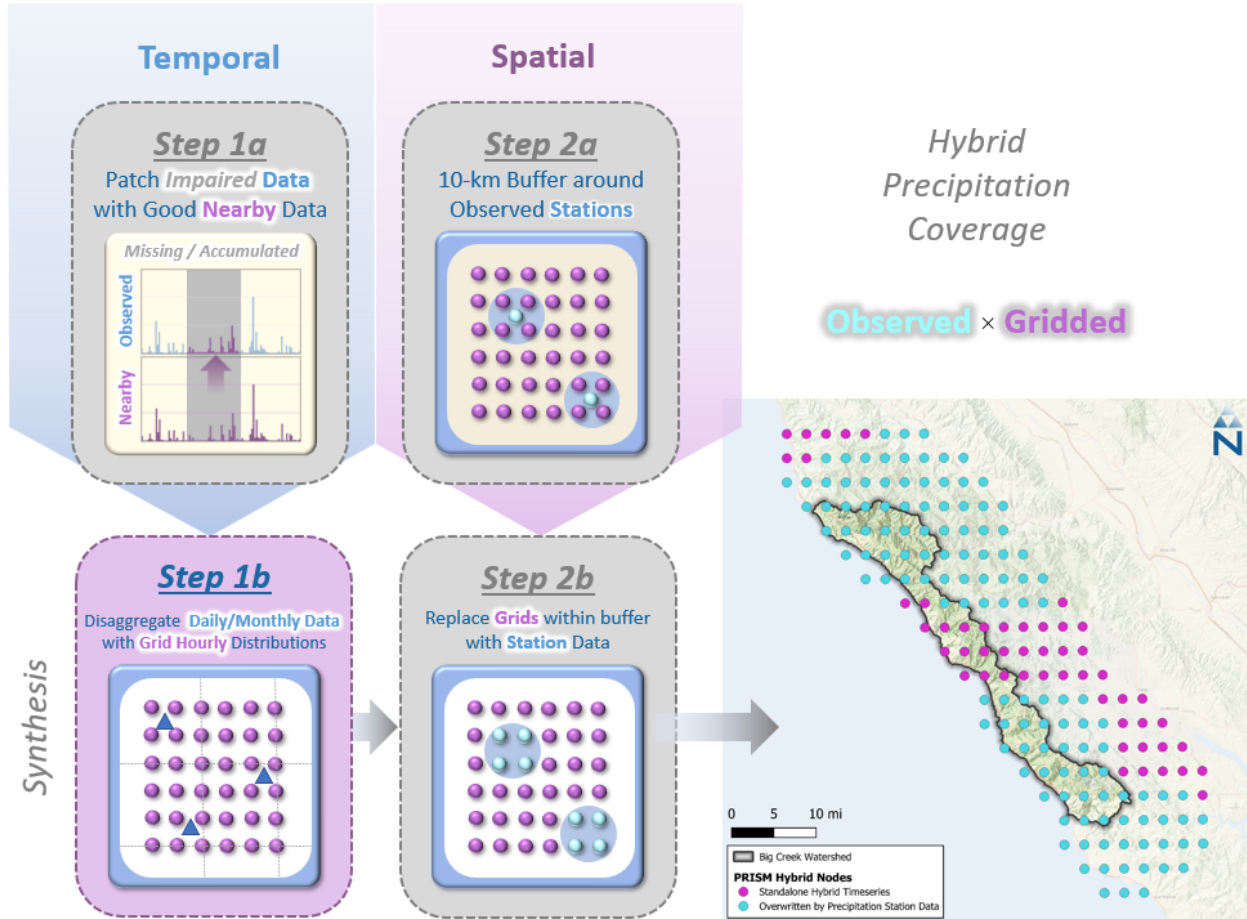 Temporal
Spatial
Step 1a
Patch Impaired Data
with Good Nearby Data
Missing / Accumulated
Observed
Nearby
Step 2a
10-km Buffer around
Observed Stations
Hybrid
Precipitation
Coverage
Observed × Gridded
Synthesis
Step 1b
Disaggregate Daily/Monthly Data
with Grid Hourly Distributions
Step 2b
Replace Grids within buffer
with Station Data
N
0 5 10 mi
Big Creek Watershed
PRISM Hybrid Nodes
Standalone Hybrid Timeseries
Overwritten by Precipitation Station Data